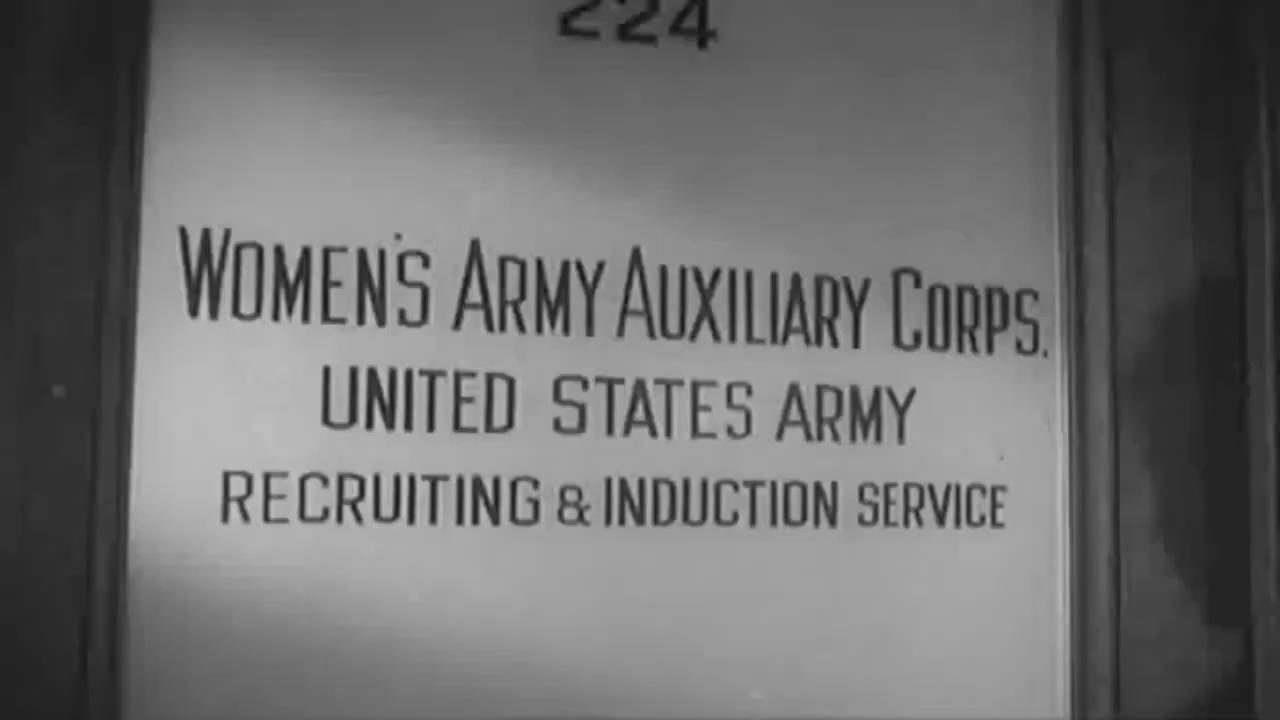 224
WOMEN'S ARMY AUXILIARY CORPS.
UNITED STATES ARMY
RECRUITING & INDUCTION SERVICE